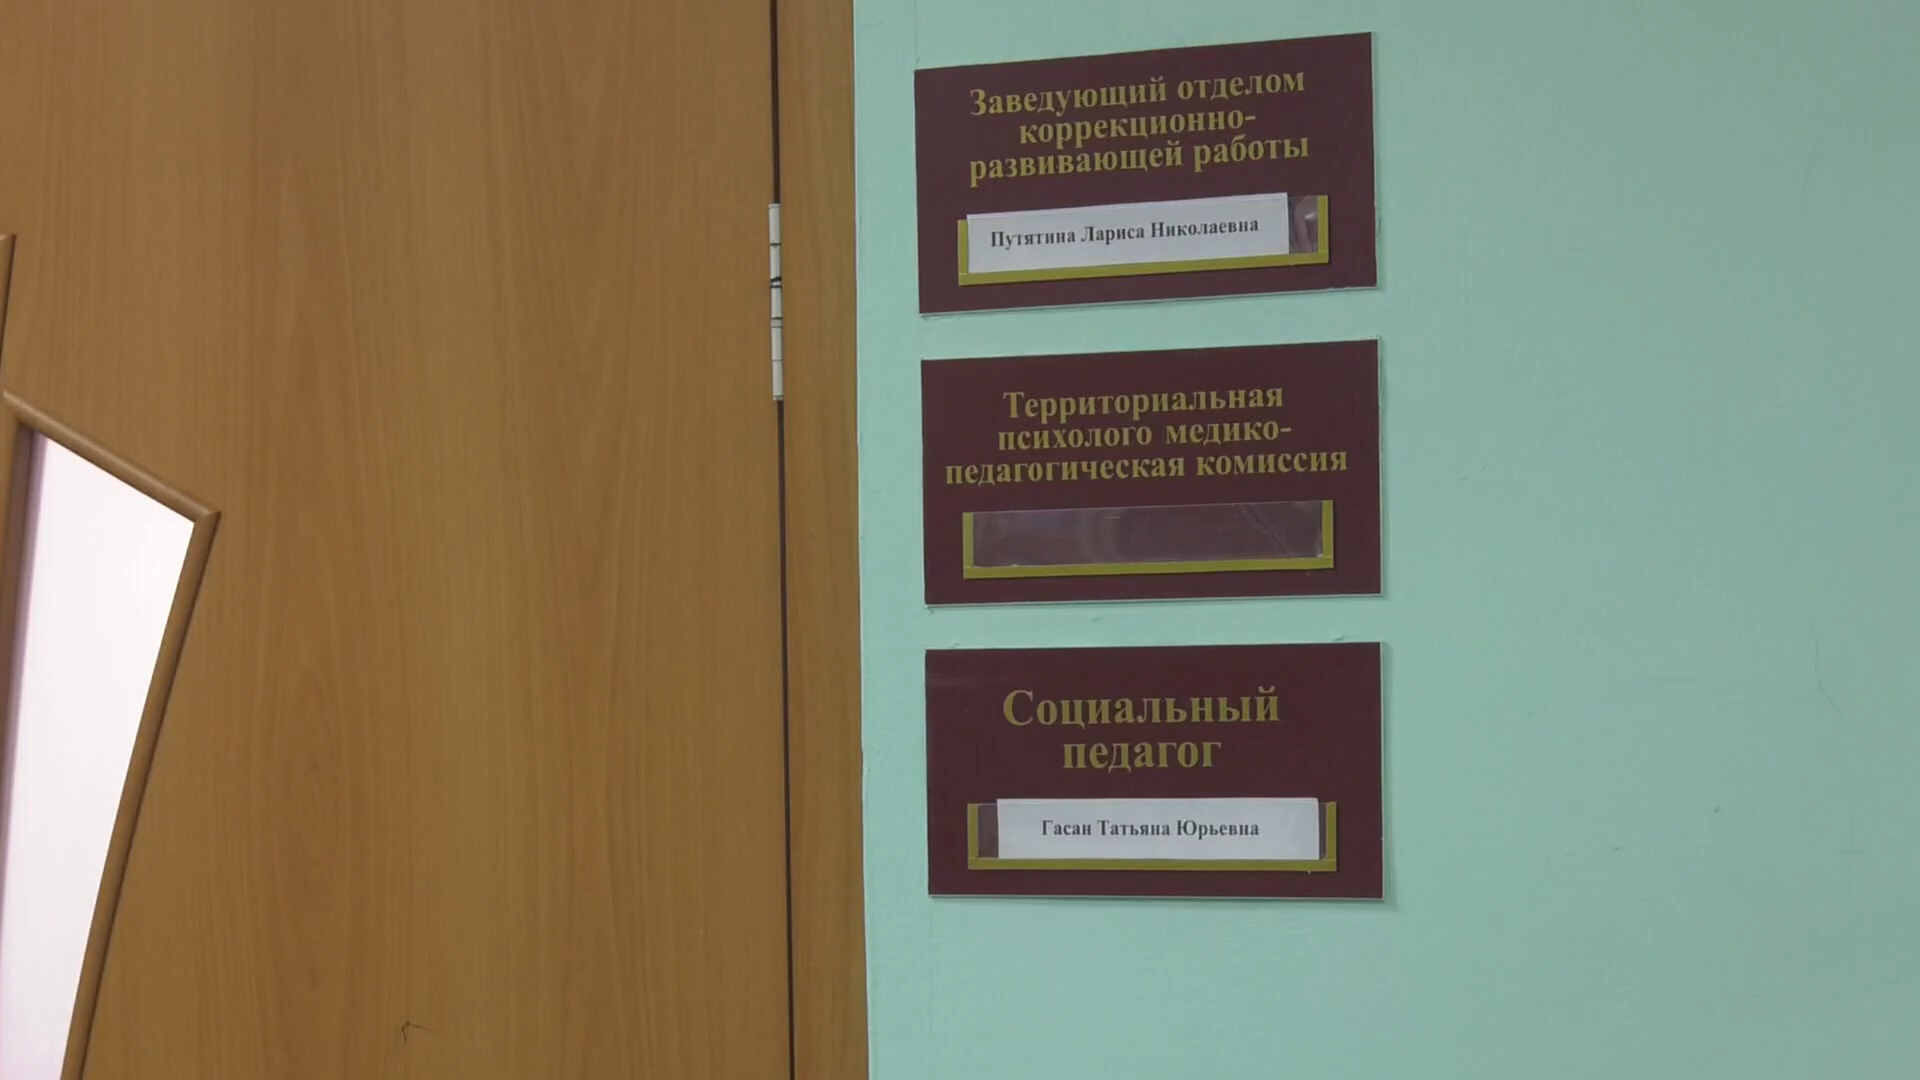 Заведующий отделом
коррекционно-
развивающей работы
Путятина Лариса Николаевна
Территориальная
психолого медико-
педагогическая комиссия
Социальный
педагог
Гасан Татьяна Юрьевна